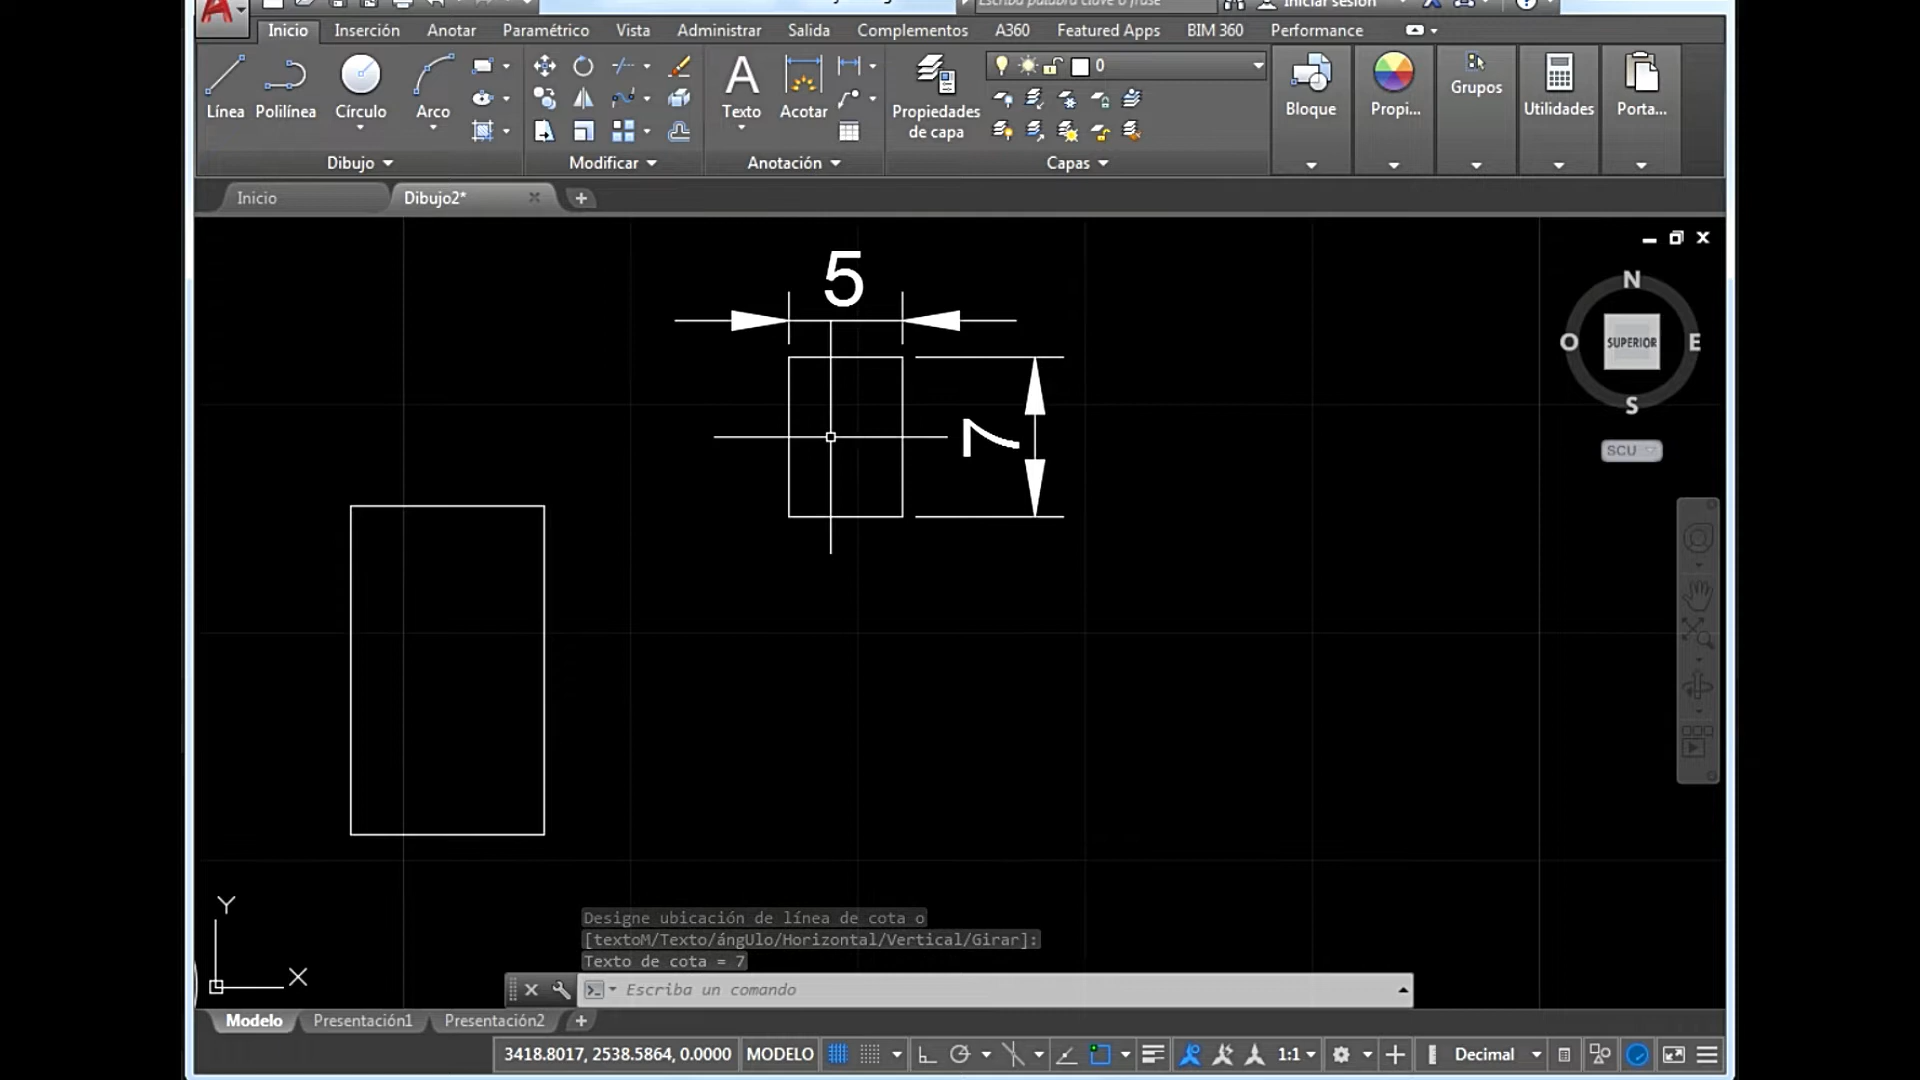 Iniciar sesión
Inicio Inserción Anotar Paramétrico Vista Administrar Salida Complementos A360 Featured Apps BIM 360 Performance
0
Línea Polilínea Círculo Arco Texto Acotar Propiedades de capa Bloque Propi... Grupos Utilidades Porta...
Dibujo Modificar Anotación Capas
Inicio Dibujo2*
5
7
N
O SUPERIOR E
S
SCU
Y
X
Designe ubicación de línea de cota o
[textoM/Texto/ángUlo/Horizontal/Vertical/Girar]:
Texto de cota = 7
Escriba un comando
Modelo Presentación1 Presentación2
3418.8017, 2538.5864, 0.0000 MODELO 1:1 Decimal